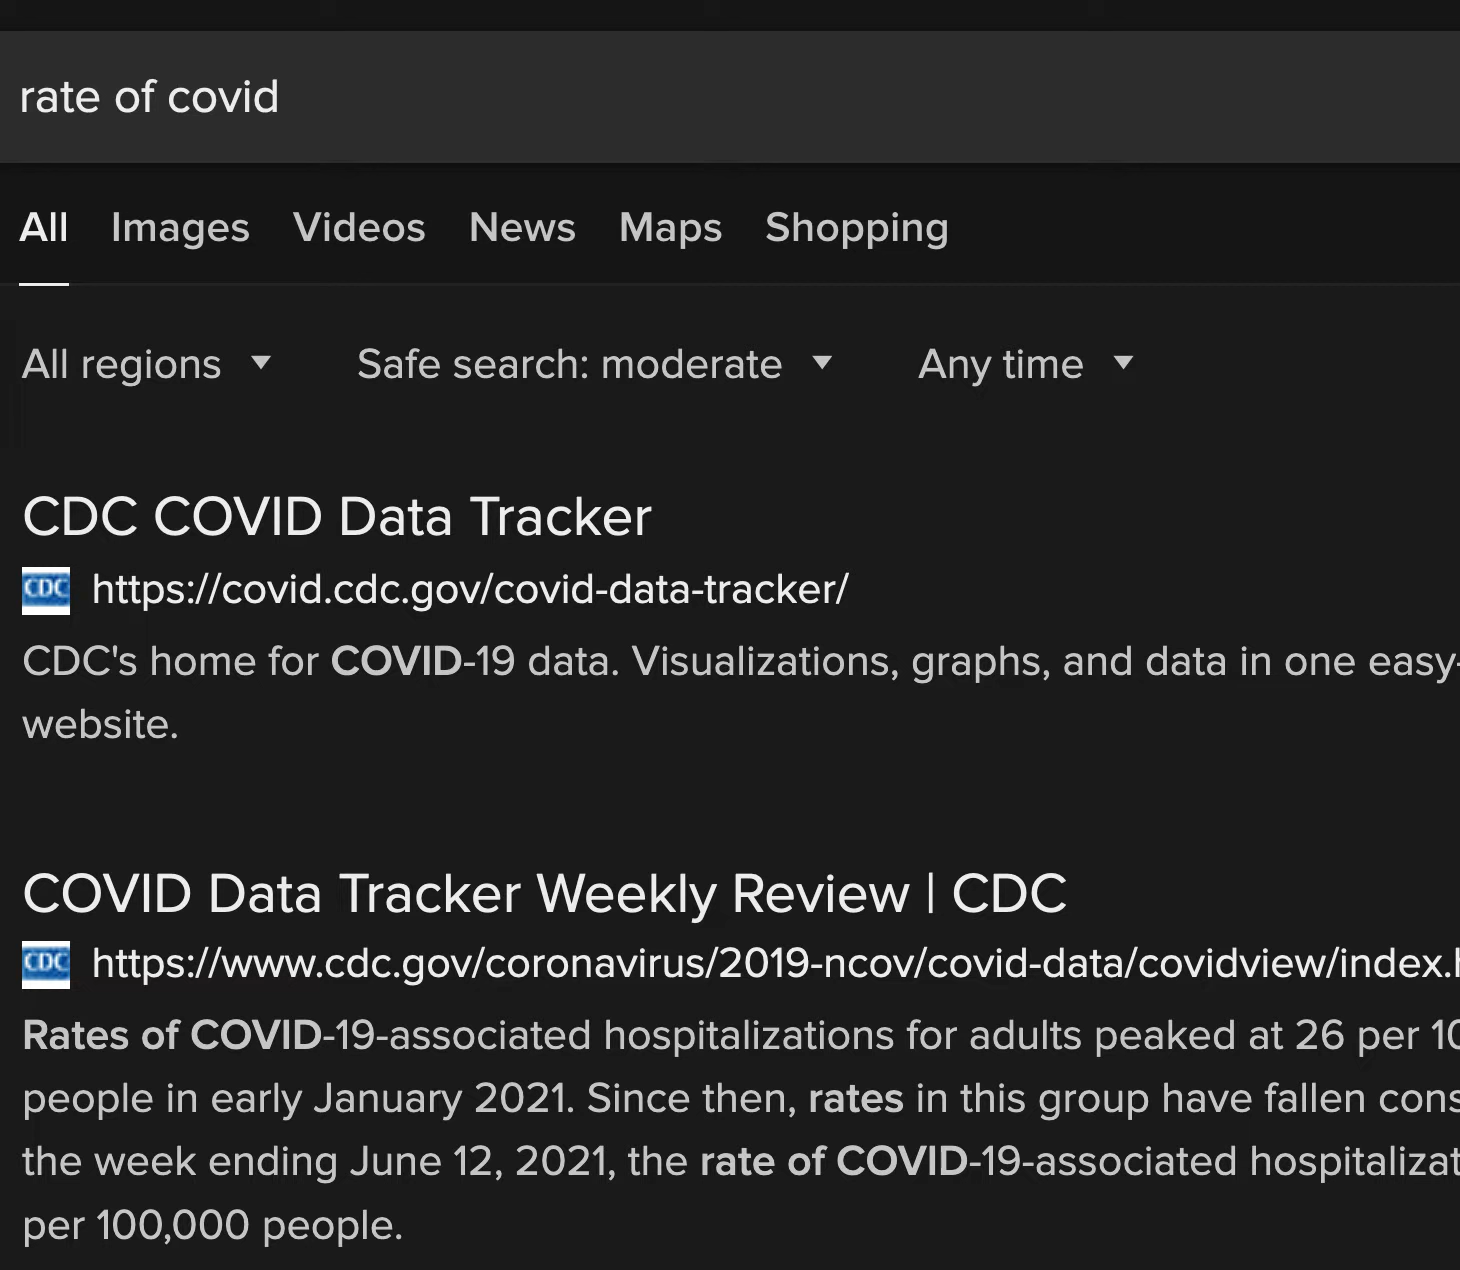 rate of covid
All Images Videos News Maps Shopping
All regions Safe search: moderate Any time
CDC COVID Data Tracker
CDC https://covid.cdc.gov/covid-data-tracker/
CDC's home for COVID-19 data. Visualizations, graphs, and data in one easy-
website.
COVID Data Tracker Weekly Review | CDC
CDC https://www.cdc.gov/coronavirus/2019-ncov/covid-data/covidview/index.h
Rates of COVID-19-associated hospitalizations for adults peaked at 26 per 10
people in early January 2021. Since then, rates in this group have fallen cons
the week ending June 12, 2021, the rate of COVID-19-associated hospitalizat
per 100,000 people.